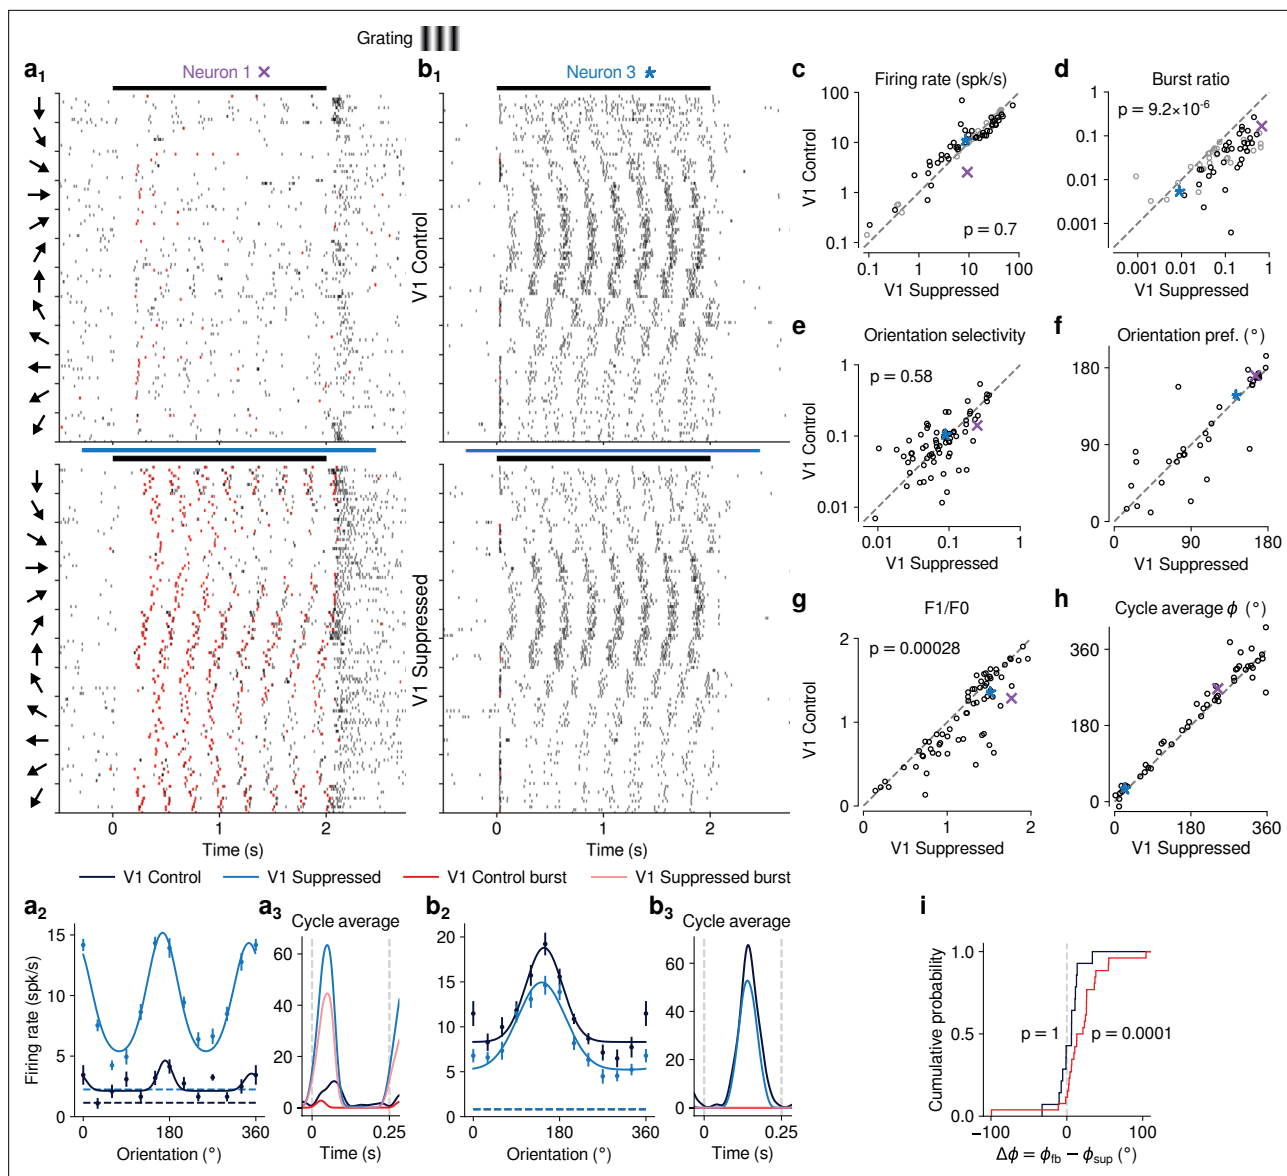 Grating
a1
Neuron 1
b1
Neuron 3
V1 Control
V1 Suppressed
0 1 2
Time (s)
0 1 2
Time (s)
c
Firing rate (spk/s)
100
10
1
0.1
V1 Control
p = 0.7
0.1 1 10 100
V1 Suppressed
d
Burst ratio
p = 9.2×10⁻⁶
1
0.1
0.01
0.001
0.001 0.01 0.1 1
V1 Suppressed
e
Orientation selectivity
p = 0.58
1
0.1
0.01
V1 Control
0.01 0.1 1
V1 Suppressed
f
Orientation pref. (°)
180
90
0
0 90 180
V1 Suppressed
g
F1/F0
p = 0.00028
2
1
0
V1 Control
0 1 2
V1 Suppressed
h
Cycle average ϕ (°)
360
180
0
0 180 360
V1 Suppressed
V1 Control V1 Suppressed V1 Control burst V1 Suppressed burst
a2
15
10
5
0
Firing rate (spk/s)
0 180 360
Orientation (°)
a3
Cycle average
60
40
20
0
0 0.25
Time (s)
b2
20
15
10
5
0
0 180 360
Orientation (°)
b3
Cycle average
60
40
20
0
0 0.25
Time (s)
i
1.0
0.5
0.0
Cumulative probability
p = 1 p = 0.0001
−100 0 100
Δϕ = ϕfb − ϕsup (°)